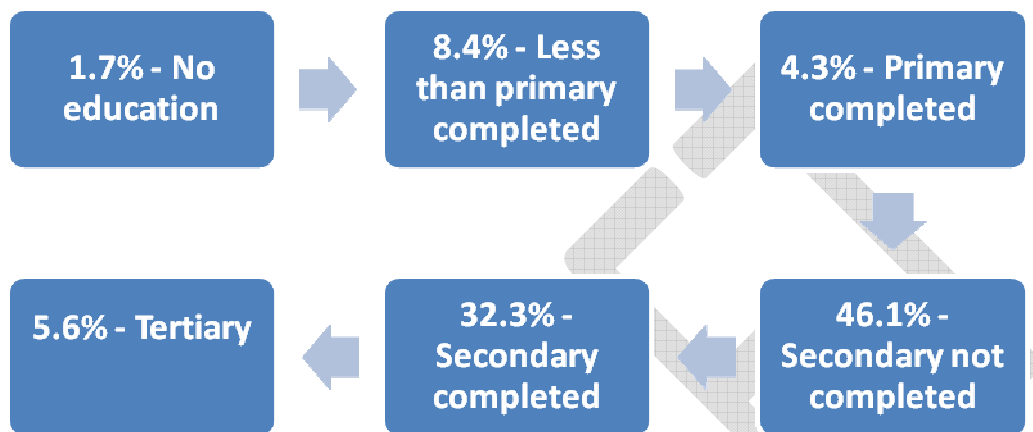 1.7% - No
education
8.4% - Less
than primary
completed
4.3% - Primary
completed
46.1% -
Secondary not
completed
32.3% -
Secondary
completed
5.6% - Tertiary